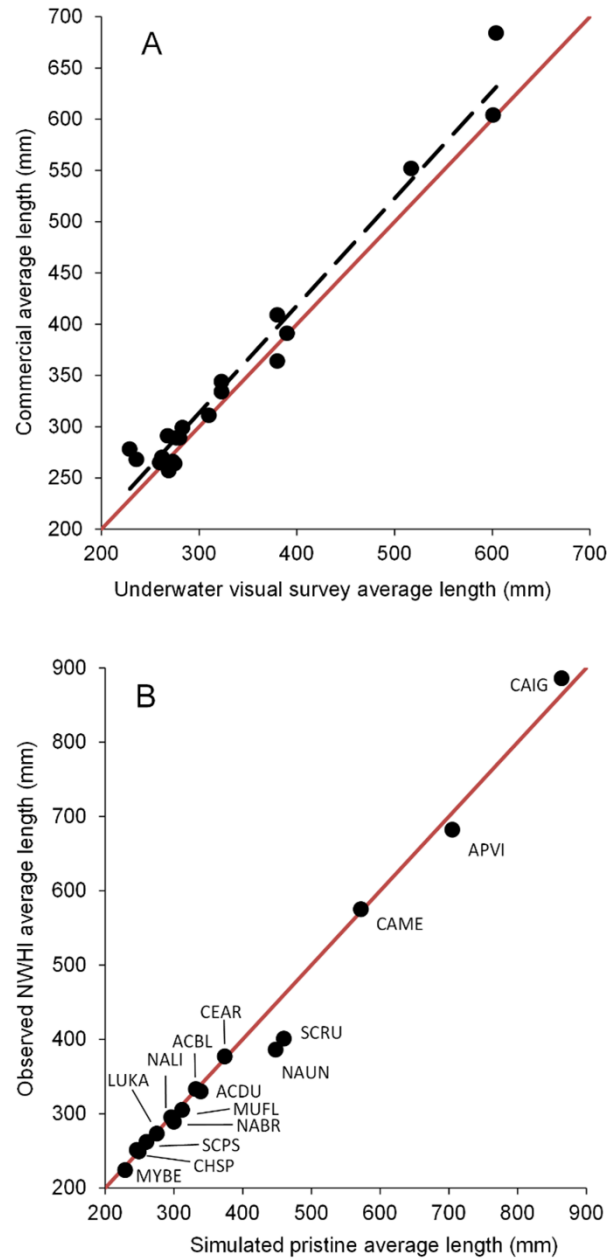 A
700
650
600
550
500
450
400
350
300
250
200
Commercial average length (mm)
200 300 400 500 600 700
Underwater visual survey average length (mm)
B
900
800
700
600
500
400
300
200
Observed NWHI average length (mm)
CAIG
APVI
CAME
CEAR
SCRU
ACBL
NAUN
NALI
ACDU
LUKA
MUFL
NABR
SCPS
CHSP
MYBE
200 300 400 500 600 700 800 900
Simulated pristine average length (mm)